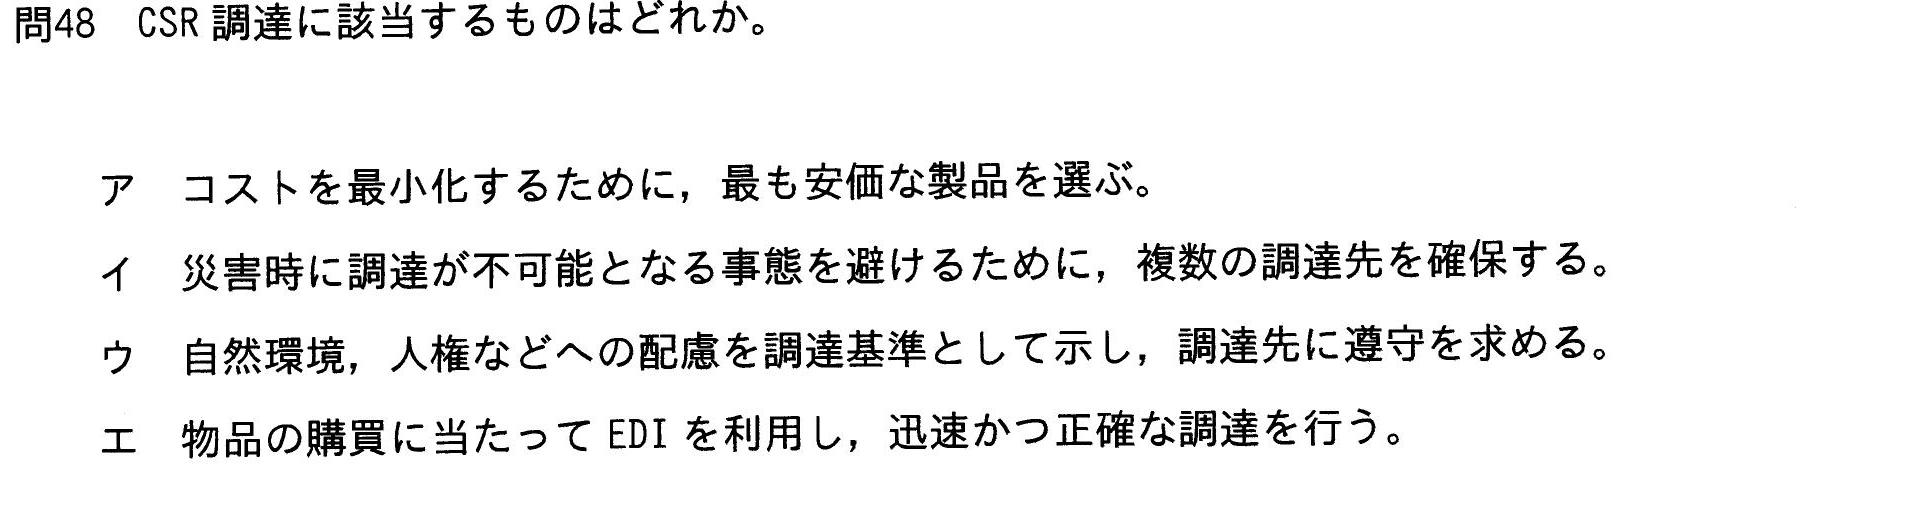 問48　CSR 調達に該当するものはどれか。
ア　コストを最小化するために，最も安価な製品を選ぶ。
イ　災害時に調達が不可能となる事態を避けるために，複数の調達先を確保する。
ウ　自然環境，人権などへの配慮を調達基準として示し，調達先に遵守を求める。
エ　物品の購買に当たって EDI を利用し，迅速かつ正確な調達を行う。